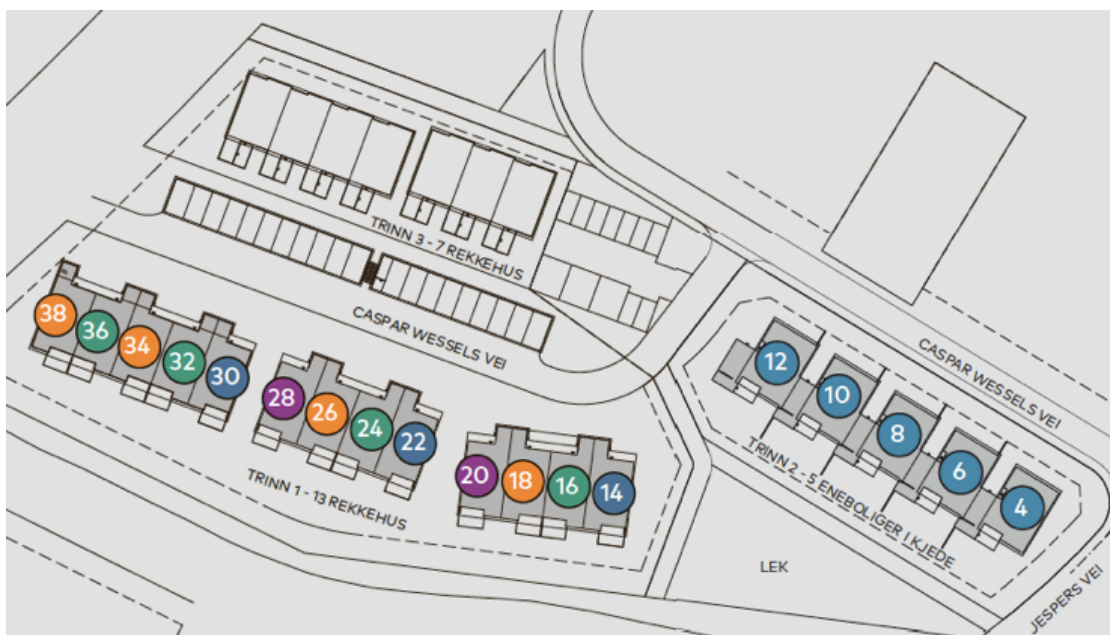 TRINN 3 - 7 REKKEHUS
CASPAR WESSELS VEI
38
36
34
32
30
28
26
24
22
20
18
16
14
TRINN 1 - 13 REKKEHUS
12
10
8
6
4
CASPAR WESSELS VEI
TRINN 2 - 5 ENEBOLIGER I KJEDE
LEK
JESPERS VEI